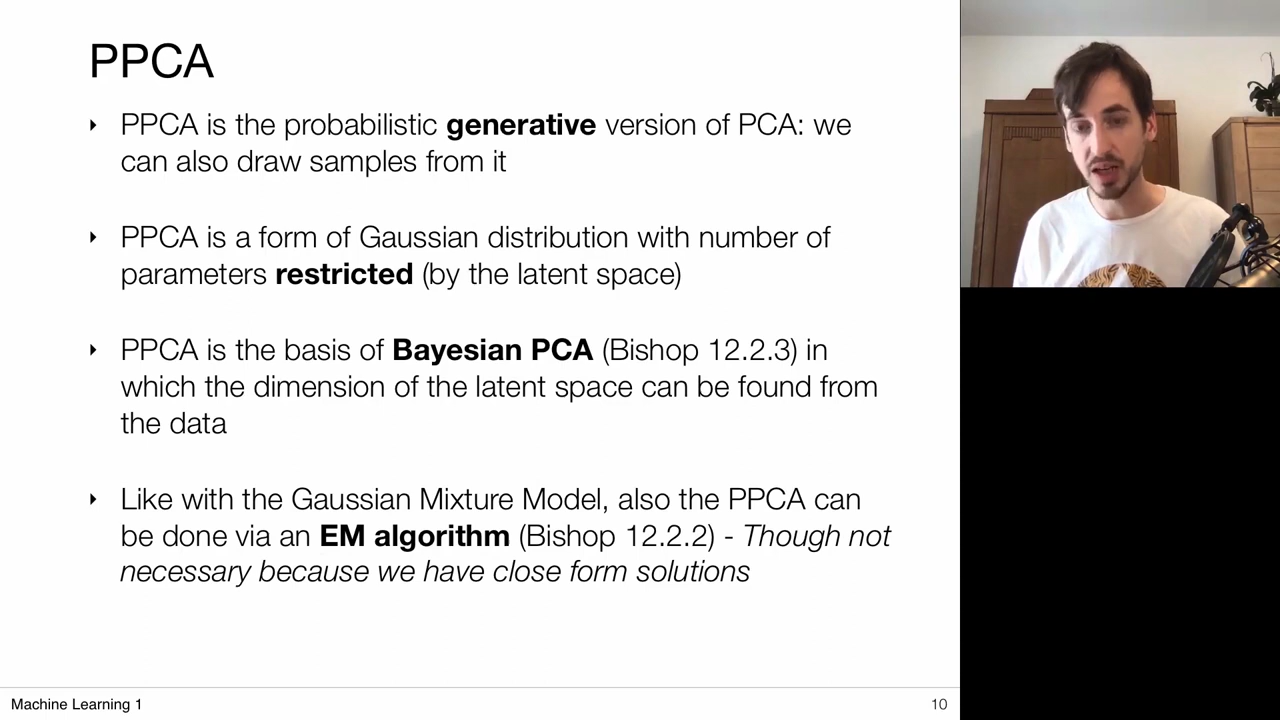 PPCA
‣ PPCA is the probabilistic generative version of PCA: we
can also draw samples from it
‣ PPCA is a form of Gaussian distribution with number of
parameters restricted (by the latent space)
‣ PPCA is the basis of Bayesian PCA (Bishop 12.2.3) in
which the dimension of the latent space can be found from
the data
‣ Like with the Gaussian Mixture Model, also the PPCA can
be done via an EM algorithm (Bishop 12.2.2) - Though not
necessary because we have close form solutions
Machine Learning 1
10